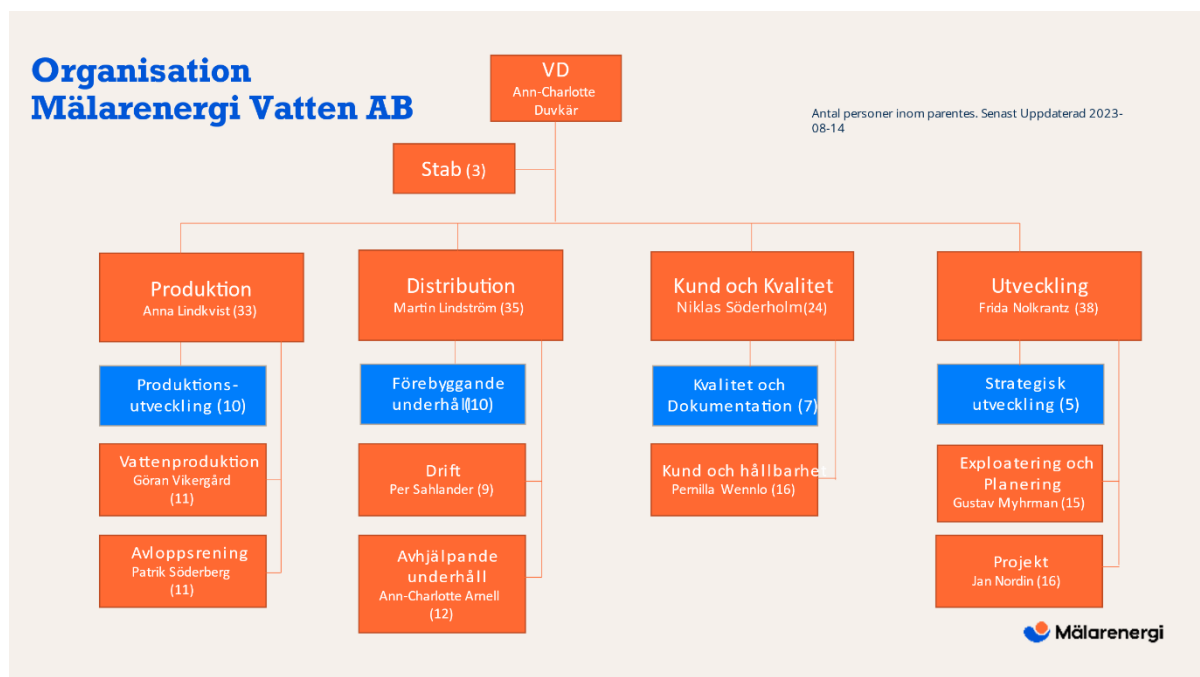 Organisation
Mälarenergi Vatten AB
VD
Ann-Charlotte
Duvkär
Antal personer inom parentes. Senast Uppdaterad 2023-
08-14
Stab (3)
Produktion
Anna Lindkvist (33)
Distribution
Martin Lindström (35)
Kund och Kvalitet
Niklas Söderholm(24)
Utveckling
Frida Nolkrantz (38)
Produktions-
utveckling (10)
Förebyggande
underhåll(10)
Kvalitet och
Dokumentation (7)
Strategisk
utveckling (5)
Vattenproduktion
Göran Vikergård
(11)
Drift
Per Sahlander (9)
Kund och hållbarhet
Pernilla Wennlo (16)
Exploatering och
Planering
Gustav Myhrman (15)
Avloppsrening
Patrik Söderberg
(11)
Avhjälpande
underhåll
Ann-Charlotte Arnell
(12)
Projekt
Jan Nordin (16)
Mälarenergi